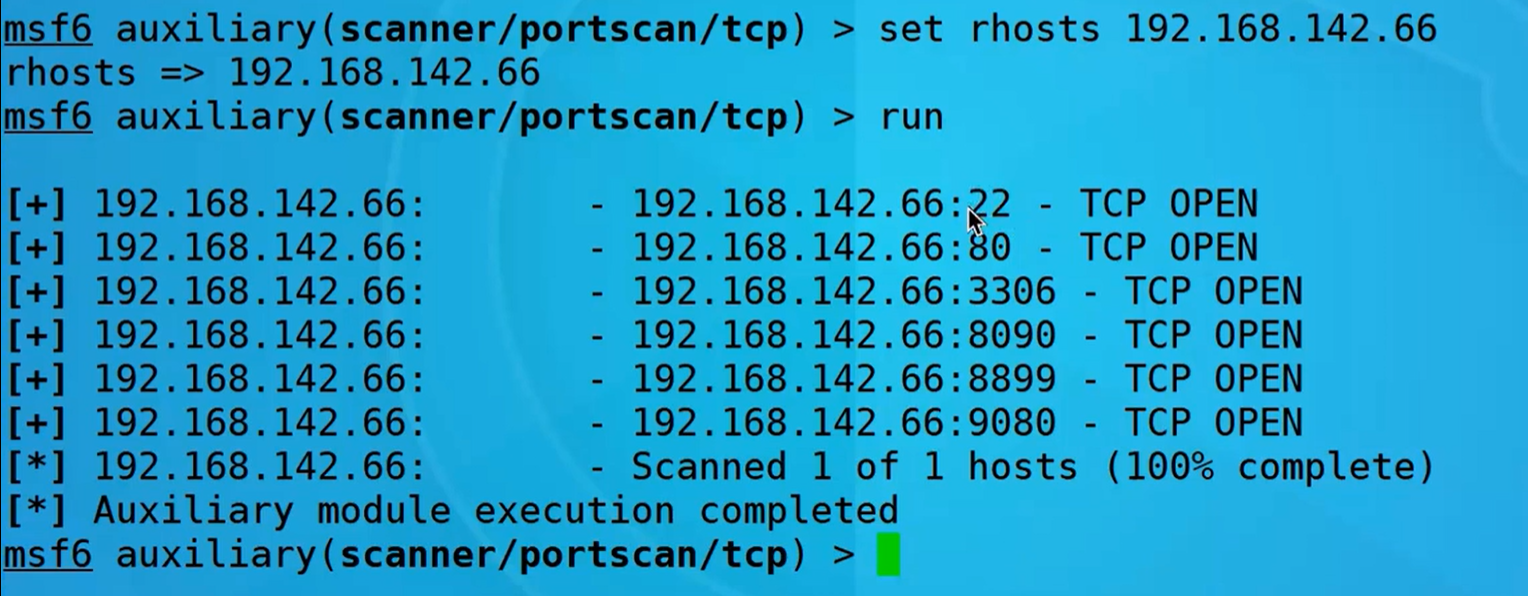 msf6 auxiliary(scanner/portscan/tcp) > set rhosts 192.168.142.66
rhosts => 192.168.142.66
msf6 auxiliary(scanner/portscan/tcp) > run
[+] 192.168.142.66:       - 192.168.142.66:22 - TCP OPEN
[+] 192.168.142.66:       - 192.168.142.66:80 - TCP OPEN
[+] 192.168.142.66:       - 192.168.142.66:3306 - TCP OPEN
[+] 192.168.142.66:       - 192.168.142.66:8090 - TCP OPEN
[+] 192.168.142.66:       - 192.168.142.66:8899 - TCP OPEN
[+] 192.168.142.66:       - 192.168.142.66:9080 - TCP OPEN
[*] 192.168.142.66:       - Scanned 1 of 1 hosts (100% complete)
[*] Auxiliary module execution completed
msf6 auxiliary(scanner/portscan/tcp) >